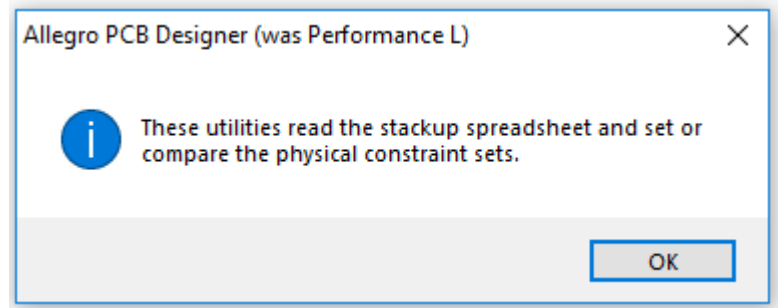 Allegro PCB Designer (was Performance L)
These utilities read the stackup spreadsheet and set or
compare the physical constraint sets.
OK